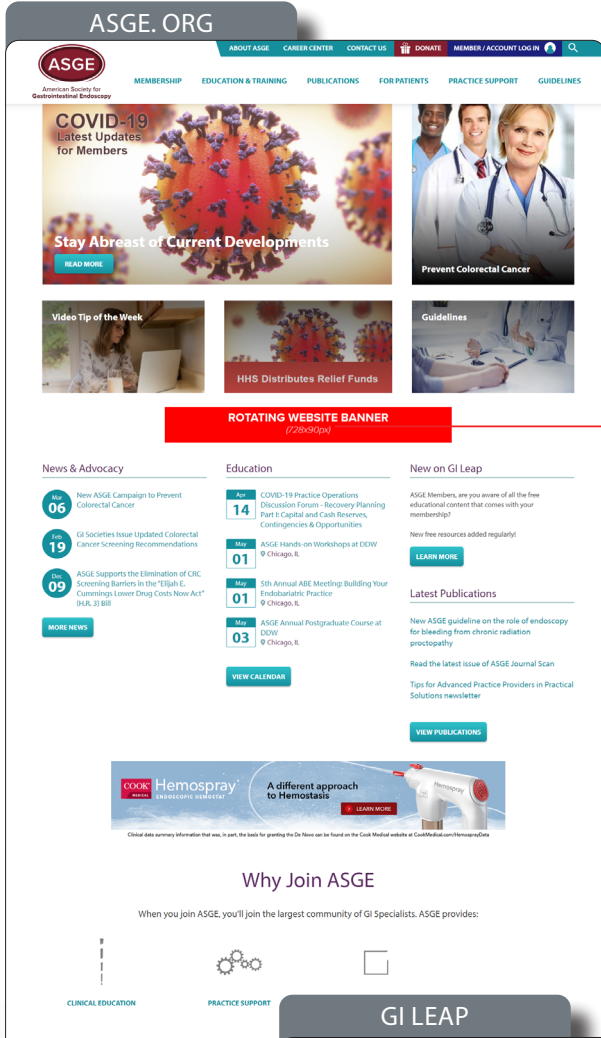 ASGE. ORG
ABOUT ASGE CAREER CENTER CONTACT US DONATE MEMBER / ACCOUNT LOG IN
ASGE
American Society for
Gastrointestinal Endoscopy
MEMBERSHIP EDUCATION & TRAINING PUBLICATIONS FOR PATIENTS PRACTICE SUPPORT GUIDELINES
COVID-19
Latest Updates
for Members
Stay Abreast of Current Developments
READ MORE
Prevent Colorectal Cancer
Video Tip of the Week
HHS Distributes Relief Funds
Guidelines
ROTATING WEBSITE BANNER
(728x90px)
News & Advocacy
Mar
06
New ASGE Campaign to Prevent
Colorectal Cancer
Feb
19
GI Societies Issue Updated Colorectal
Cancer Screening Recommendations
Dec
09
ASGE Supports the Elimination of CRC
Screening Barriers in the "Elijah E.
Cummings Lower Drug Costs Now Act"
(H.R. 3) Bill
MORE NEWS
Education
Apr
14
COVID-19 Practice Operations
Discussion Forum - Recovery Planning
Part I: Capital and Cash Reserves,
Contingencies & Opportunities
May
01
ASGE Hands-on Workshops at DDW
Chicago, IL
May
01
5th Annual ABE Meeting: Building Your
Endobariatric Practice
Chicago, IL
May
03
ASGE Annual Postgraduate Course at
DDW
Chicago, IL
VIEW CALENDAR
New on GI Leap
ASGE Members, are you aware of all the free
educational content that comes with your
membership?
New free resources added regularly!
LEARN MORE
Latest Publications
New ASGE guideline on the role of endoscopy
for bleeding from chronic radiation
proctopathy
Read the latest issue of ASGE Journal Scan
Tips for Advanced Practice Providers in Practical
Solutions newsletter
VIEW PUBLICATIONS
COOK
MEDICAL
Hemospray
ENDOSCOPIC HEMOSTAT
A different approach
to Hemostasis
LEARN MORE
Hemospray
Clinical data summary information that was, in part, the basis for granting the De Novo can be found on the Cook Medical website at CookMedical.com/HemosprayData
Why Join ASGE
When you join ASGE, you'll join the largest community of GI Specialists. ASGE provides:
CLINICAL EDUCATION PRACTICE SUPPORT
GI LEAP